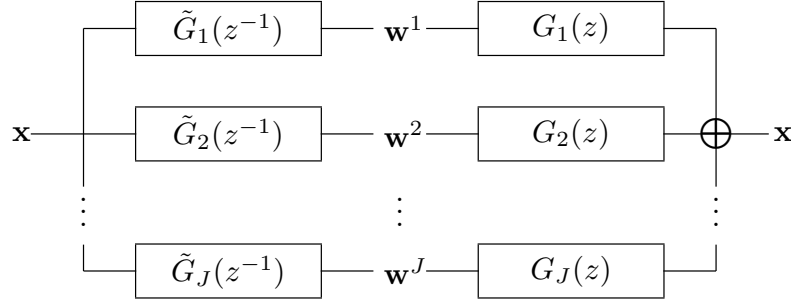 G̃₁(z⁻¹) w¹ G₁(z)
x G̃₂(z⁻¹) w² G₂(z) ⊕ x
⋮ ⋮ ⋮
G̃_J(z⁻¹) w^J G_J(z)